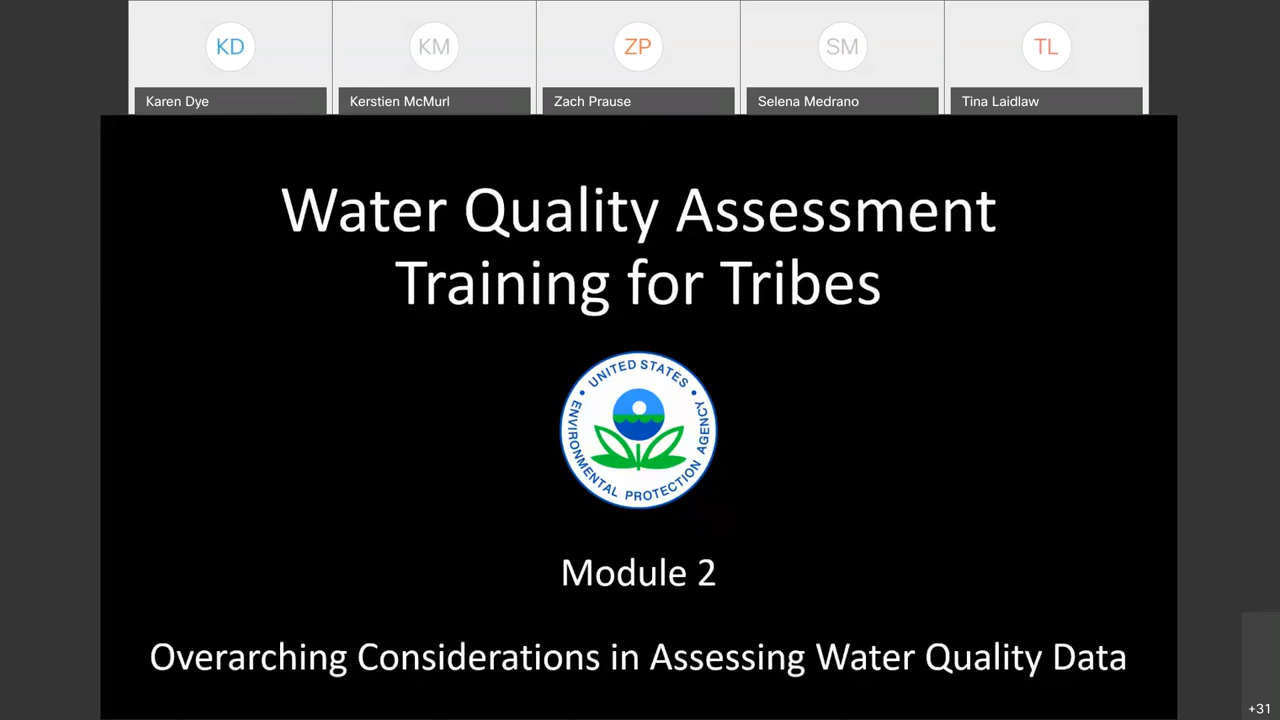 KD
KM
ZP
SM
TL
Karen Dye
Kerstien McMurl
Zach Prause
Selena Medrano
Tina Laidlaw
Water Quality Assessment
Training for Tribes
UNITED STATES
ENVIRONMENTAL PROTECTION AGENCY
Module 2
Overarching Considerations in Assessing Water Quality Data
+31